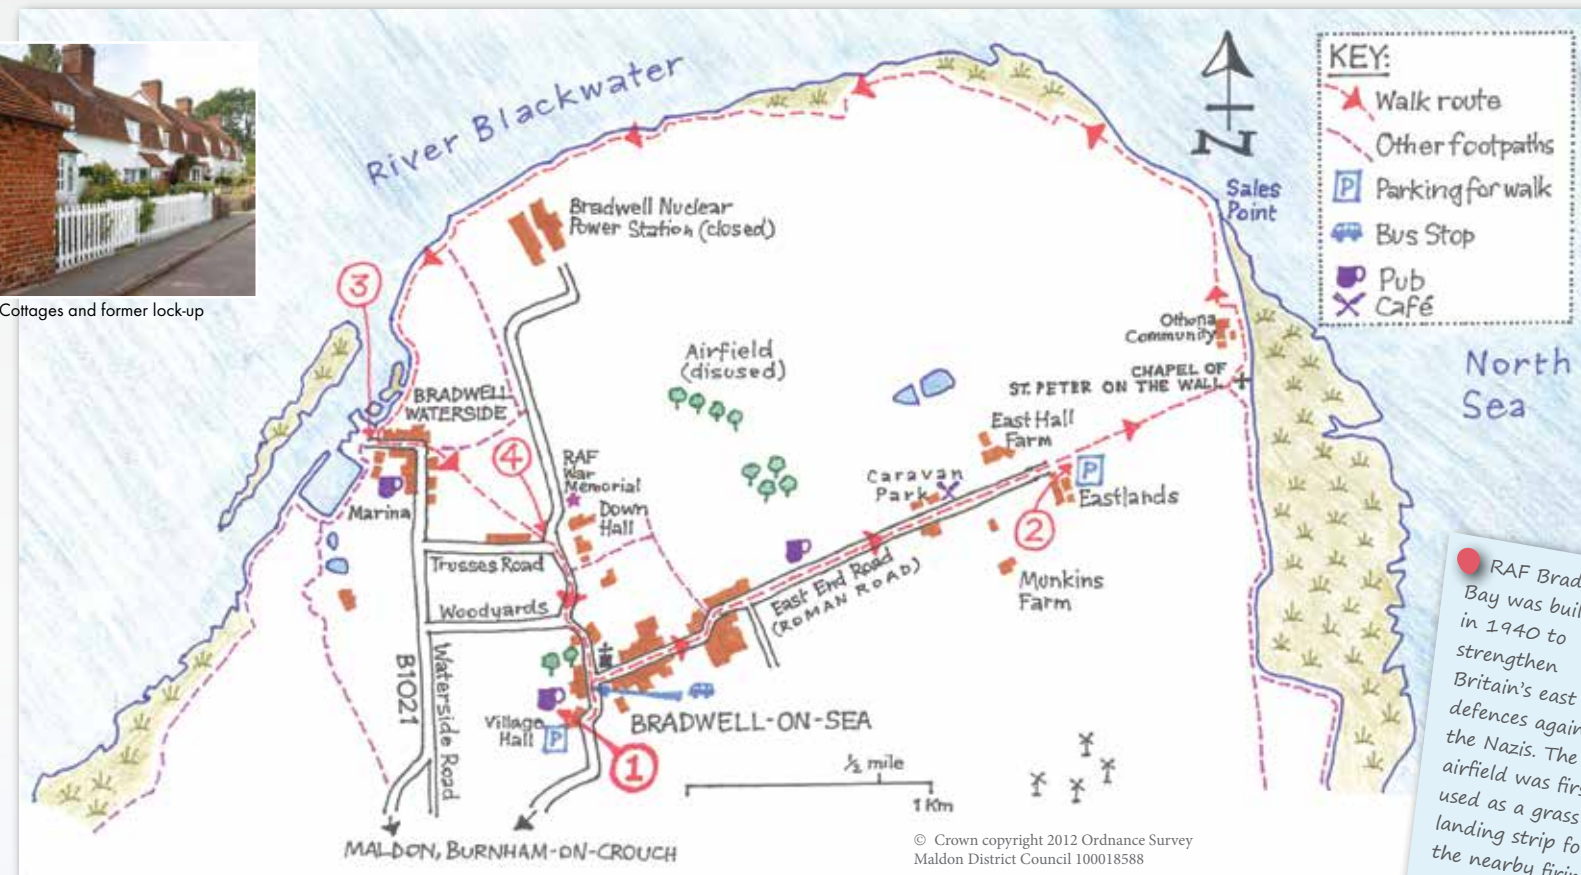 Cottages and former lock-up
River Blackwater
N
Sales
Point
KEY:
Walk route
Other footpaths
P Parking for walk
Bus Stop
Pub
Café
Bradwell Nuclear
Power Station (closed)
3
Othona
Community
North
Sea
Airfield
(disused)
CHAPEL OF
ST. PETER ON THE WALL
BRADWELL
WATERSIDE
4
RAF
War
Memorial
East Hall
Farm
Caravan
Park
P
Eastlands
Marina
Down
Hall
2
Trusses Road
Munkins
Farm
Woodyards
East End Road
(ROMAN ROAD)
B1021
Waterside Road
Village
Hall
P
BRADWELL-ON-SEA
1
½ mile
1 Km
MALDON, BURNHAM-ON-CROUCH
© Crown copyright 2012 Ordnance Survey
Maldon District Council 100018588
RAF Brad
Bay was buil
in 1940 to
strengthen
Britain's east
defences again
the Nazis. The
airfield was firs
used as a grass
landing strip fo
the nearby firin